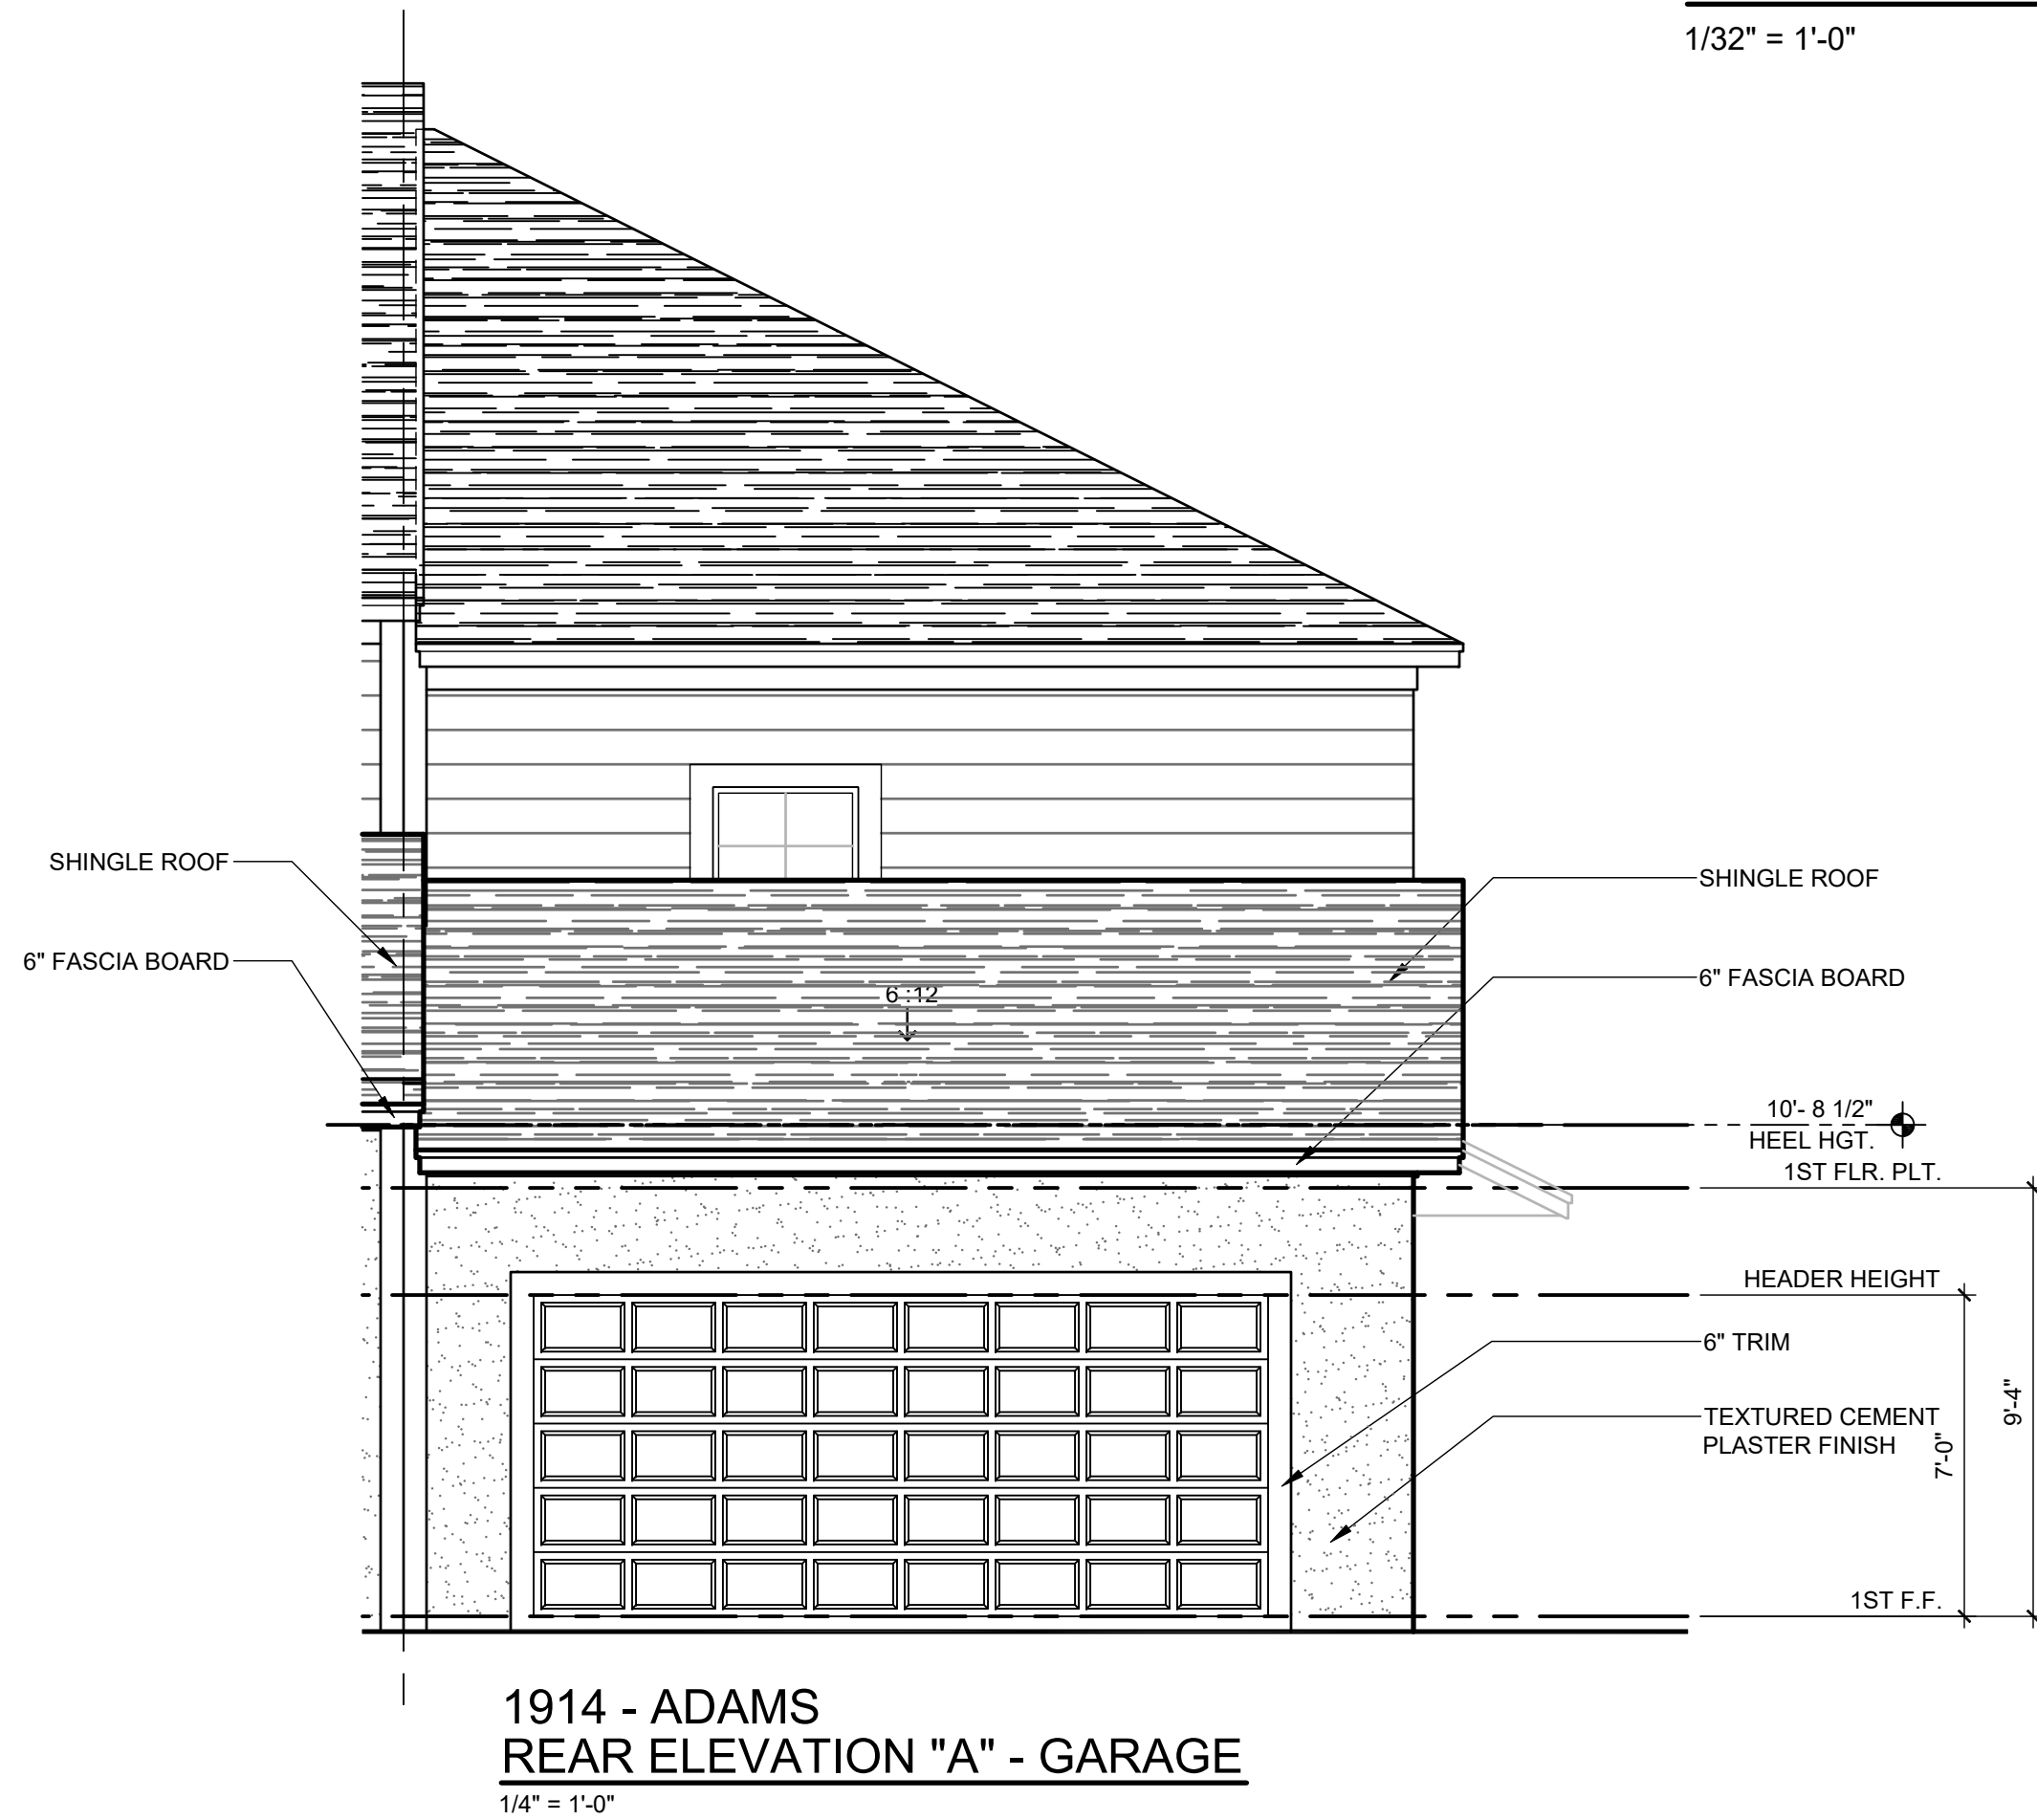 1/32" = 1'-0"
SHINGLE ROOF
6" FASCIA BOARD
SHINGLE ROOF
6" FASCIA BOARD
6 :12
10'- 8 1/2"
HEEL HGT.
1ST FLR. PLT.
HEADER HEIGHT
6" TRIM
TEXTURED CEMENT
PLASTER FINISH
7'-0"
9'-4"
1ST F.F.
1914 - ADAMS
REAR ELEVATION "A" - GARAGE
1/4" = 1'-0"